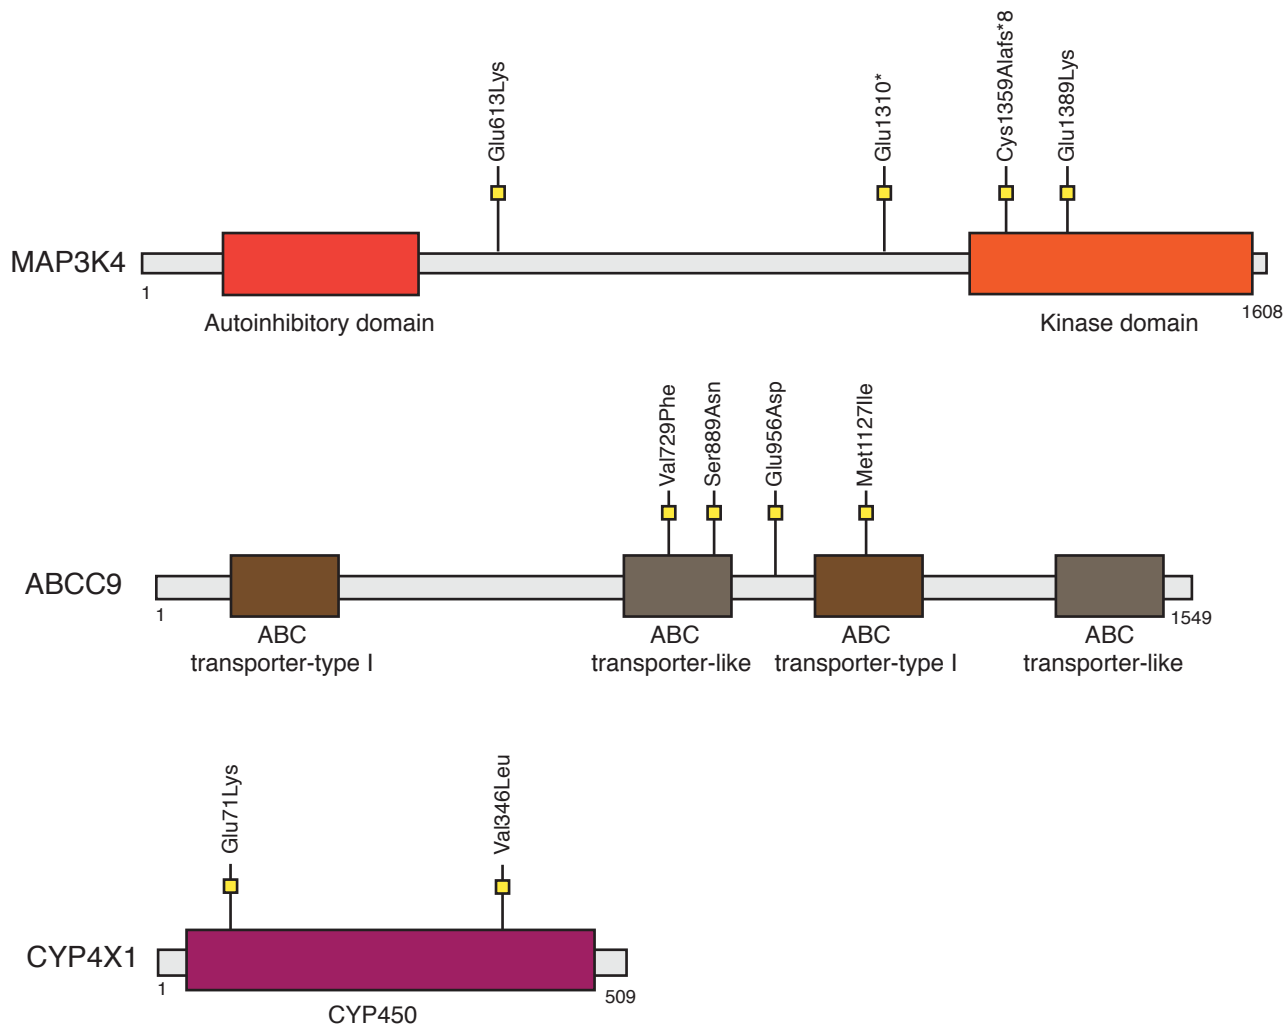 Glu613Lys
Glu1310*
Cys1359Alafs*8
Glu1389Lys
MAP3K4
1
1608
Autoinhibitory domain
Kinase domain
Val729Phe
Ser889Asn
Glu956Asp
Met1127Ile
ABCC9
1
1549
ABC
transporter-type I
ABC
transporter-like
ABC
transporter-type I
ABC
transporter-like
Glu71Lys
Val346Leu
CYP4X1
1
509
CYP450